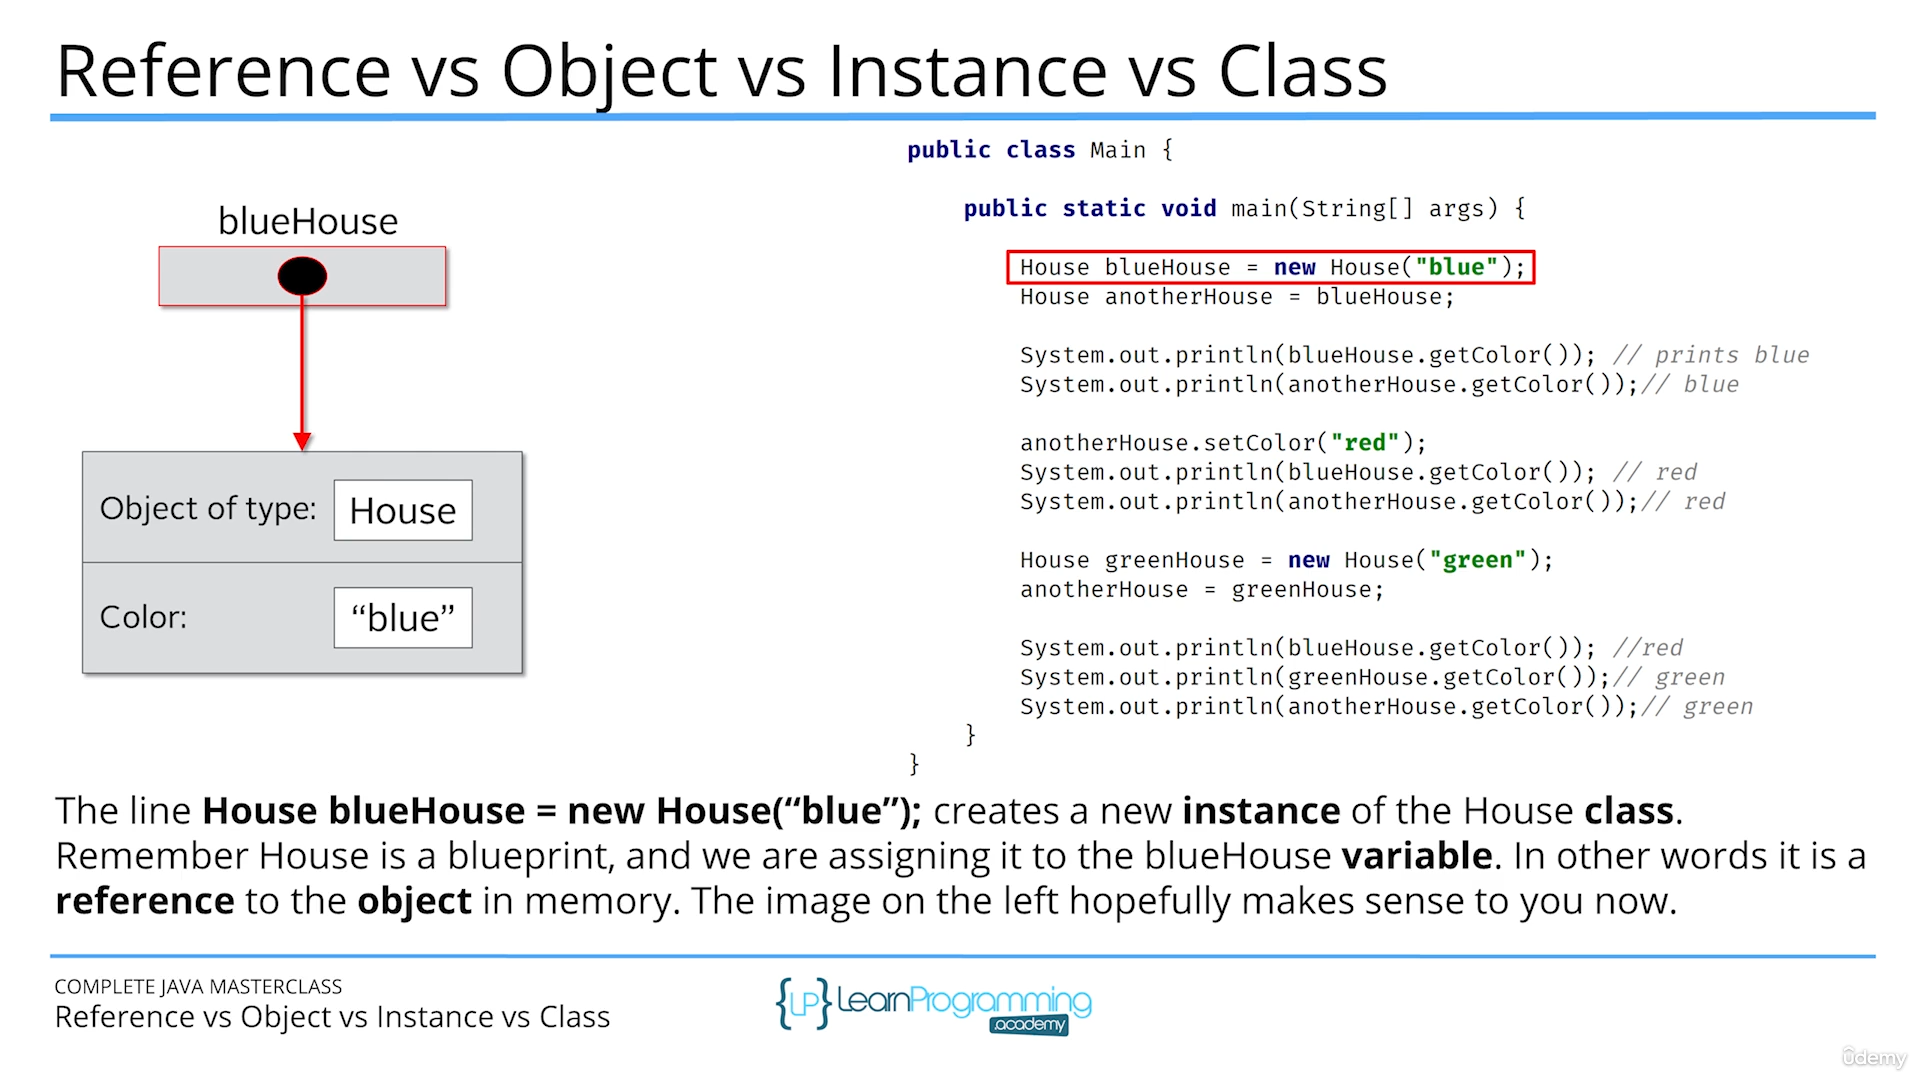 Reference vs Object vs Instance vs Class
blueHouse
Object of type: House
Color: “blue”
public class Main {
public static void main(String[] args) {
House blueHouse = new House("blue");
House anotherHouse = blueHouse;
System.out.println(blueHouse.getColor()); // prints blue
System.out.println(anotherHouse.getColor());// blue
anotherHouse.setColor("red");
System.out.println(blueHouse.getColor()); // red
System.out.println(anotherHouse.getColor());// red
House greenHouse = new House("green");
anotherHouse = greenHouse;
System.out.println(blueHouse.getColor()); //red
System.out.println(greenHouse.getColor());// green
System.out.println(anotherHouse.getColor());// green
}
}
The line House blueHouse = new House(“blue”); creates a new instance of the House class.
Remember House is a blueprint, and we are assigning it to the blueHouse variable. In other words it is a
reference to the object in memory. The image on the left hopefully makes sense to you now.
COMPLETE JAVA MASTERCLASS
Reference vs Object vs Instance vs Class
{LP} LearnProgramming
.academy
ûdemy